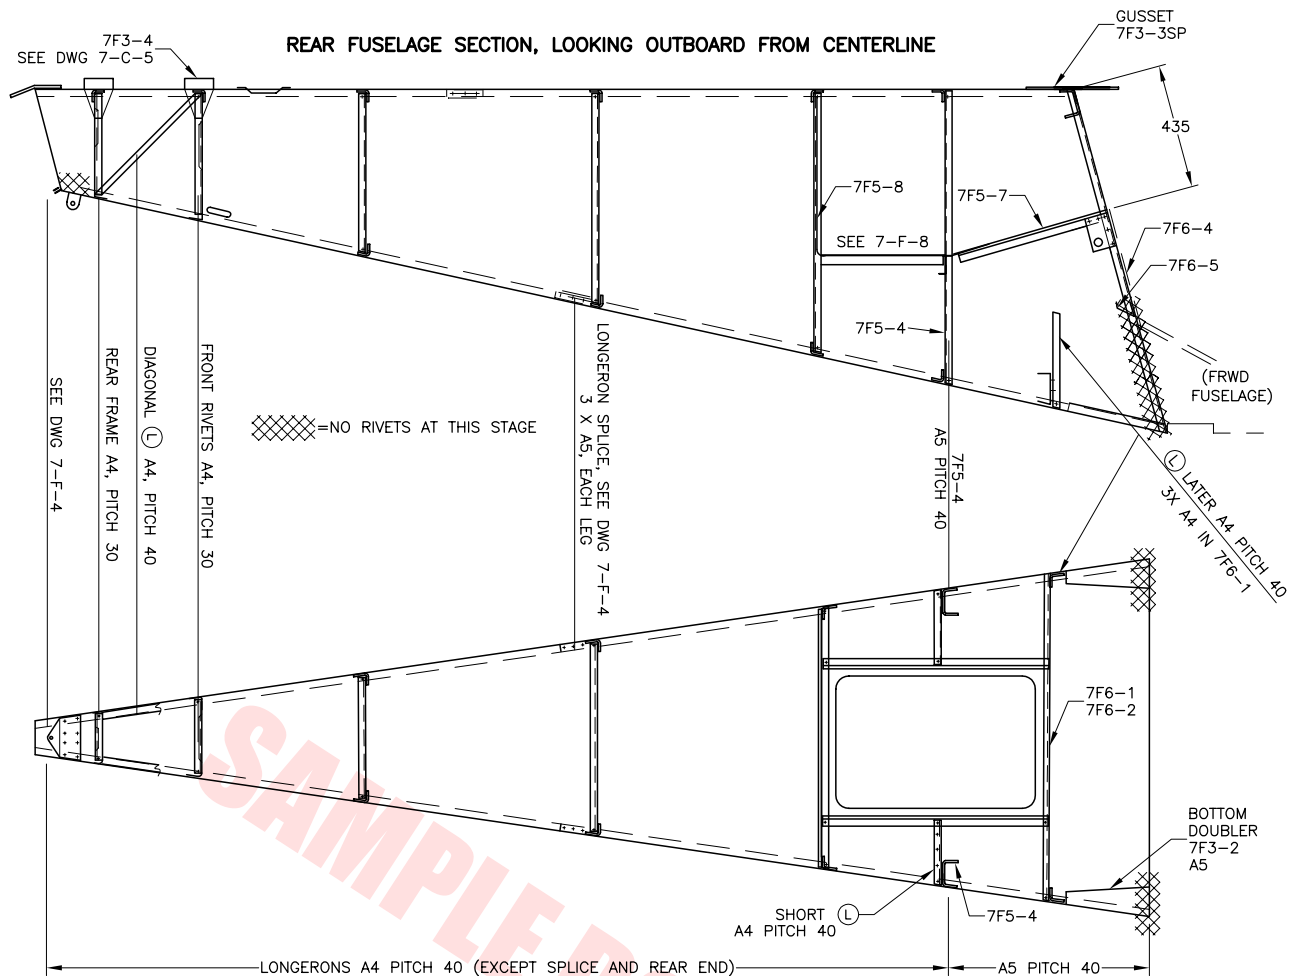 REAR FUSELAGE SECTION, LOOKING OUTBOARD FROM CENTERLINE
7F3-4
SEE DWG 7-C-5
GUSSET
7F3-3SP
435
7F5-8
7F5-7
SEE 7-F-8
7F6-4
7F6-5
7F5-4
(FRWD
FUSELAGE)
SEE DWG 7-F-4
REAR FRAME A4, PITCH 30
DIAGONAL L A4, PITCH 40
FRONT RIVETS A4, PITCH 30
=NO RIVETS AT THIS STAGE
LONGERON SPLICE, SEE DWG 7-F-4
3 X A5, EACH LEG
7F5-4
A5 PITCH 40
L LATER A4 PITCH 40
3X A4 IN 7F6-1
7F6-1
7F6-2
BOTTOM
DOUBLER
7F3-2
A5
SHORT L
A4 PITCH 40
7F5-4
LONGERONS A4 PITCH 40 (EXCEPT SPLICE AND REAR END)
A5 PITCH 40
SAMPLE